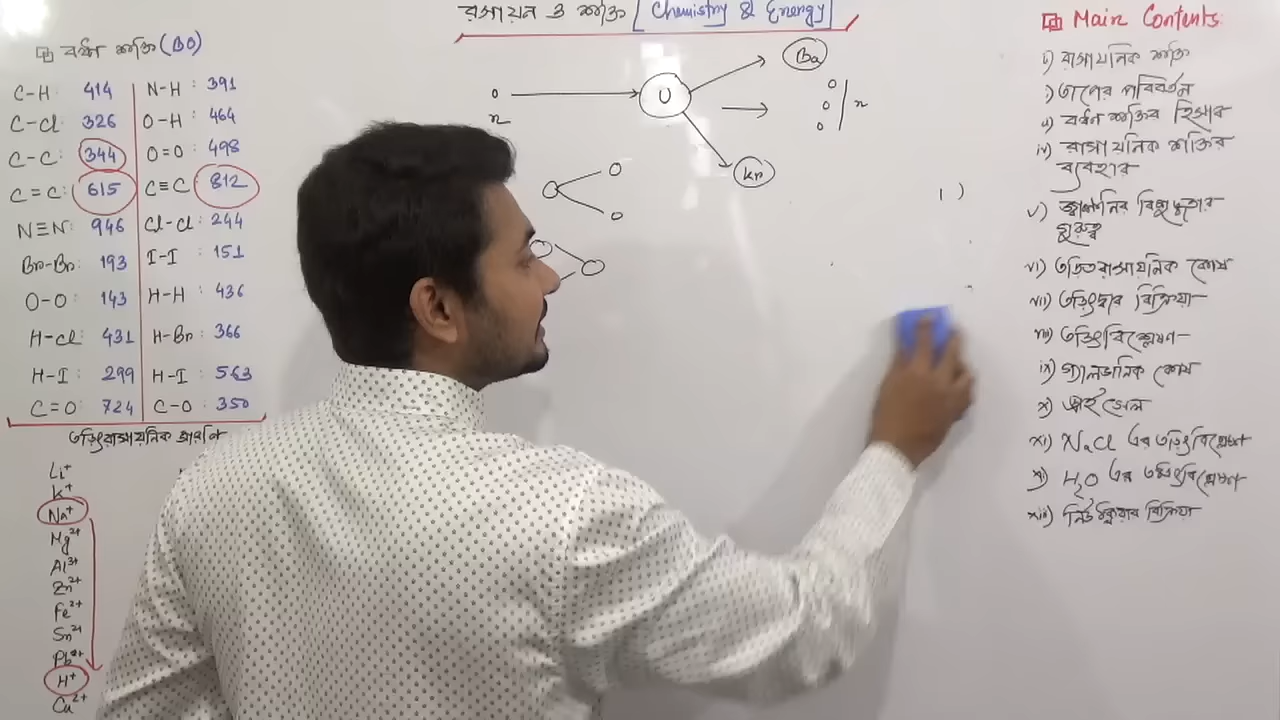 রসায়ন ও শক্তি [Chemistry & Energy]
বন্ধন শক্তি (BO)
C-H: 414
C-Cl: 326
C-C: 344
C=C: 615
N≡N: 946
Br-Br: 193
O-O: 143
H-Cl: 431
H-I: 299
C=O: 724
N-H: 391
O-H: 464
O=O: 498
C≡C: 812
Cl-Cl: 244
I-I: 151
H-H: 436
H-Br: 366
H-I: 563
C-O: 350
তড়িৎরাসায়নিক সারণি
Li⁺
K⁺
Na⁺
Mg²⁺
Al³⁺
Zn²⁺
Fe²⁺
Sn²⁺
Pb²⁺
H⁺
Cu²⁺
n
U
Ba
n
Kr
1)
Main Contents:
i) রাসায়নিক শক্তি
) তাপের পরিবর্তন
) বন্ধন শক্তির হিসাব
iv) রাসায়নিক শক্তির
ব্যবহার
v) জ্বালানির বিশুদ্ধতার
গুরুত্ব
vi) তড়িতরাসায়নিক কোষ
vii) তড়িৎদ্বার বিক্রিয়া
viii) তড়িৎবিশ্লেষণ
ix) গ্যালভানিক কোষ
x) ড্রাই সেল
xi) NaCl এর তড়িৎবিশ্লেষণ
xi) H₂O এর তড়িৎবিশ্লেষণ
xiii) নিউক্লিয়ার বিক্রিয়া